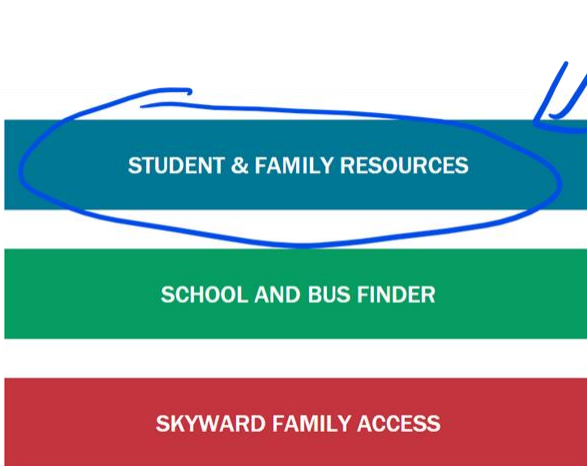 STUDENT & FAMILY RESOURCES
SCHOOL AND BUS FINDER
SKYWARD FAMILY ACCESS